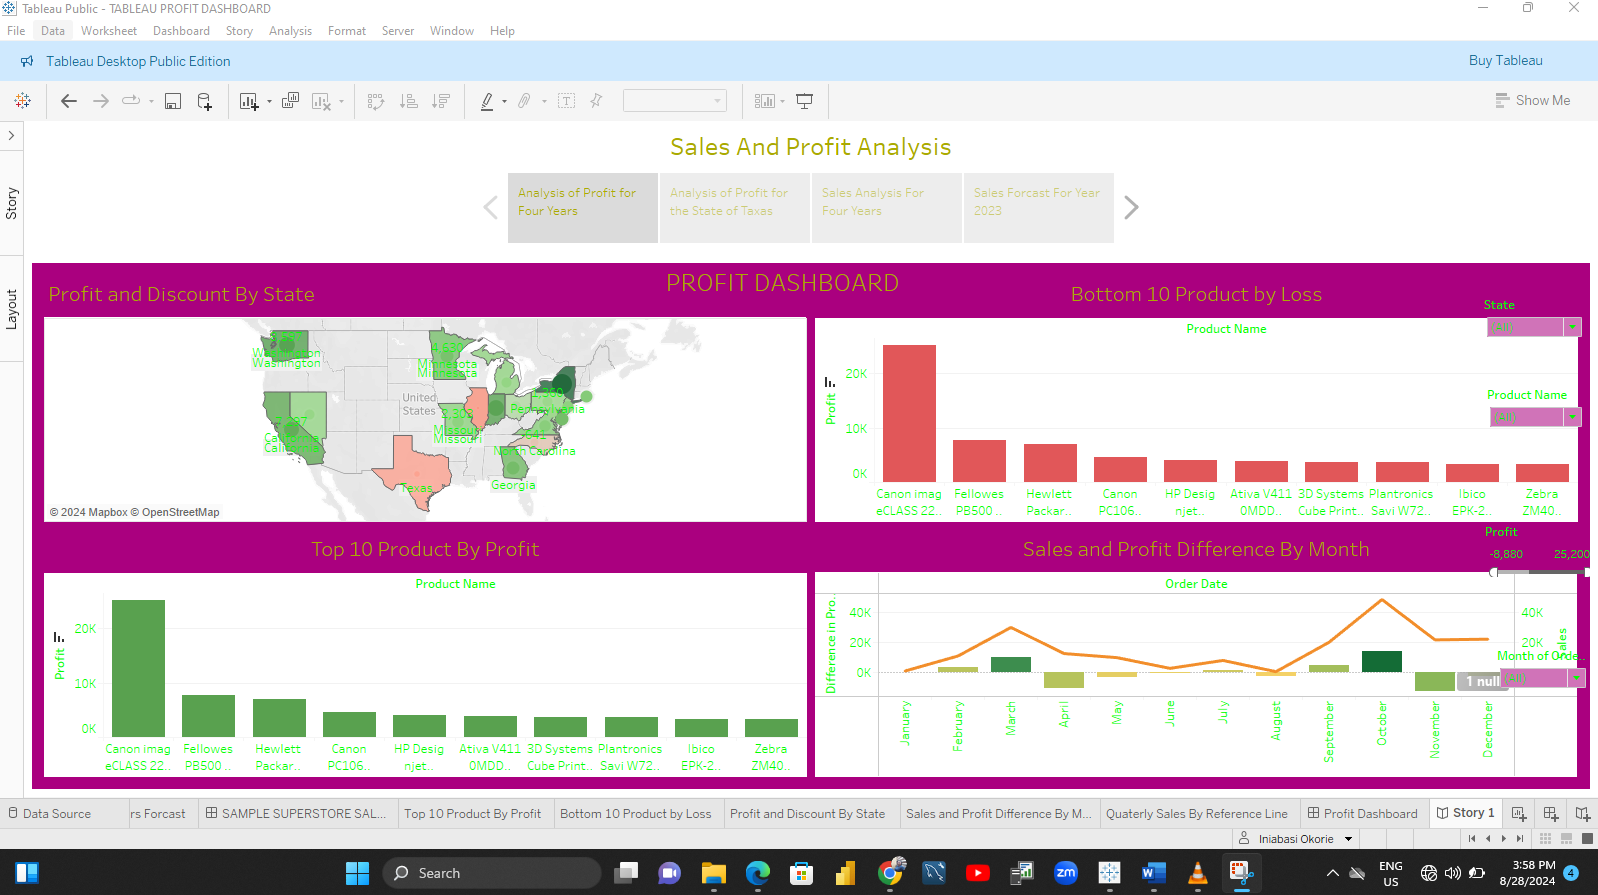 Tableau Public - TABLEAU PROFIT DASHBOARD
File Data Worksheet Dashboard Story Analysis Format Server Window Help
Tableau Desktop Public Edition
Buy Tableau
Show Me
Story
Layout
Sales And Profit Analysis
Analysis of Profit for
Four Years
Analysis of Profit for
the State of Taxas
Sales Analysis For
Four Years
Sales Forcast For Year
2023
PROFIT DASHBOARD
Profit and Discount By State
Washington
Washington
4,633
Minnesota
Minnesota
United
States
Pennsylvania
Missouri
Missouri
California
California
641
North Carolina
Georgia
Texas
© 2024 Mapbox © OpenStreetMap
Bottom 10 Product by Loss
Product Name
Profit
20K
10K
0K
Canon imag
eCLASS 22..
Fellowes
PB500 ..
Hewlett
Packar..
Canon
PC106..
HP Desig
njet..
Ativa V411
0MDD..
3D Systems
Cube Print..
Plantronics
Savi W72..
Ibico
EPK-2..
Zebra
ZM40..
State
(All)
Product Name
(All)
Profit
-8,880 25,200
Month of Orde..
(All)
Top 10 Product By Profit
Product Name
Profit
20K
10K
0K
Canon imag
eCLASS 22..
Fellowes
PB500 ..
Hewlett
Packar..
Canon
PC106..
HP Desig
njet..
Ativa V411
0MDD..
3D Systems
Cube Print..
Plantronics
Savi W72..
Ibico
EPK-2..
Zebra
ZM40..
Sales and Profit Difference By Month
Order Date
Difference in Pro..
40K
20K
0K
40K
20K
Sales
1 null
January
February
March
April
May
June
July
August
September
October
November
December
Data Source
rs Forcast
SAMPLE SUPERSTORE SAL...
Top 10 Product By Profit
Bottom 10 Product by Loss
Profit and Discount By State
Sales and Profit Difference By M...
Quaterly Sales By Reference Line
Profit Dashboard
Story 1
Iniabasi Okorie
Search
zm
ENG
US
3:58 PM
8/28/2024
4